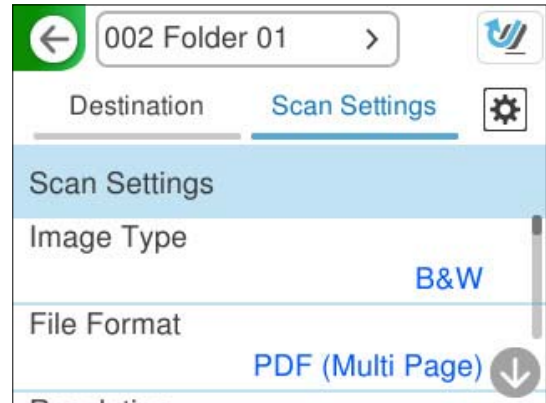 002 Folder 01
Destination
Scan Settings
Scan Settings
Image Type
B&W
File Format
PDF (Multi Page)